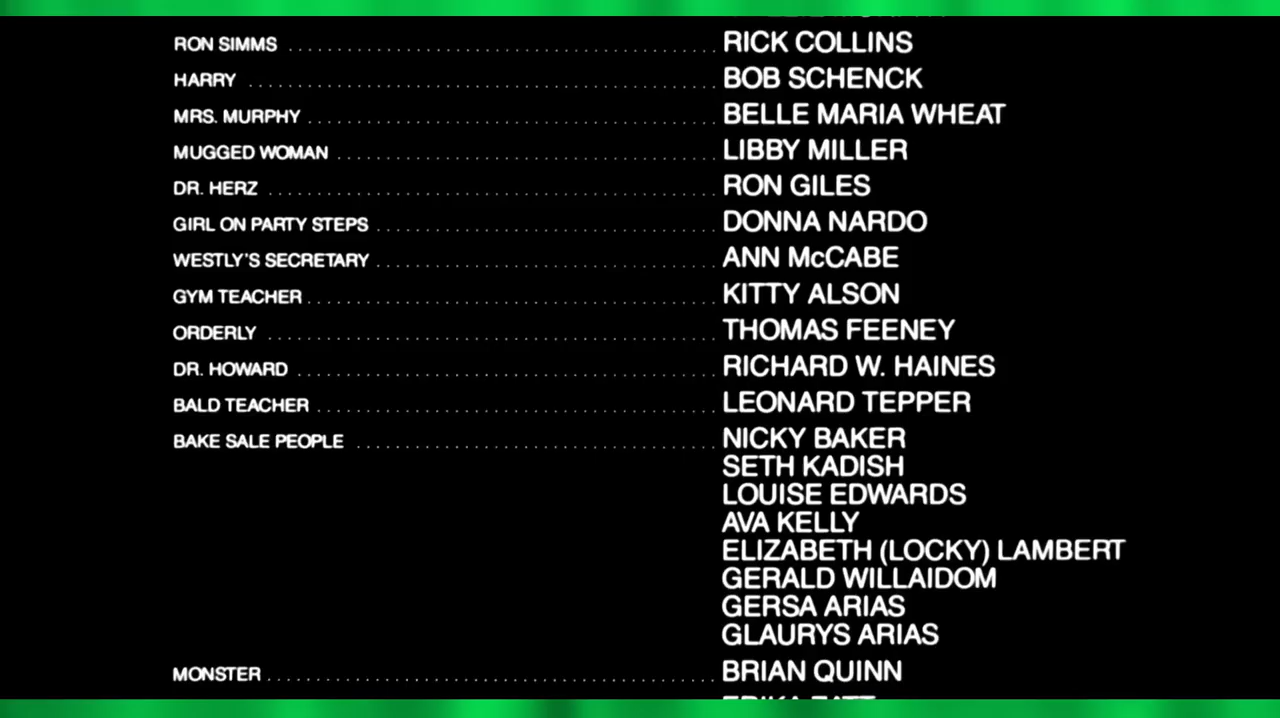 RON SIMMS ........................................ RICK COLLINS
HARRY ............................................ BOB SCHENCK
MRS. MURPHY ...................................... BELLE MARIA WHEAT
MUGGED WOMAN ..................................... LIBBY MILLER
DR. HERZ ......................................... RON GILES
GIRL ON PARTY STEPS .............................. DONNA NARDO
WESTLY'S SECRETARY ............................... ANN McCABE
GYM TEACHER ...................................... KITTY ALSON
ORDERLY .......................................... THOMAS FEENEY
DR. HOWARD ....................................... RICHARD W. HAINES
BALD TEACHER ..................................... LEONARD TEPPER
BAKE SALE PEOPLE ................................. NICKY BAKER
SETH KADISH
LOUISE EDWARDS
AVA KELLY
ELIZABETH (LOCKY) LAMBERT
GERALD WILLAIDOM
GERSA ARIAS
GLAURYS ARIAS
MONSTER .......................................... BRIAN QUINN